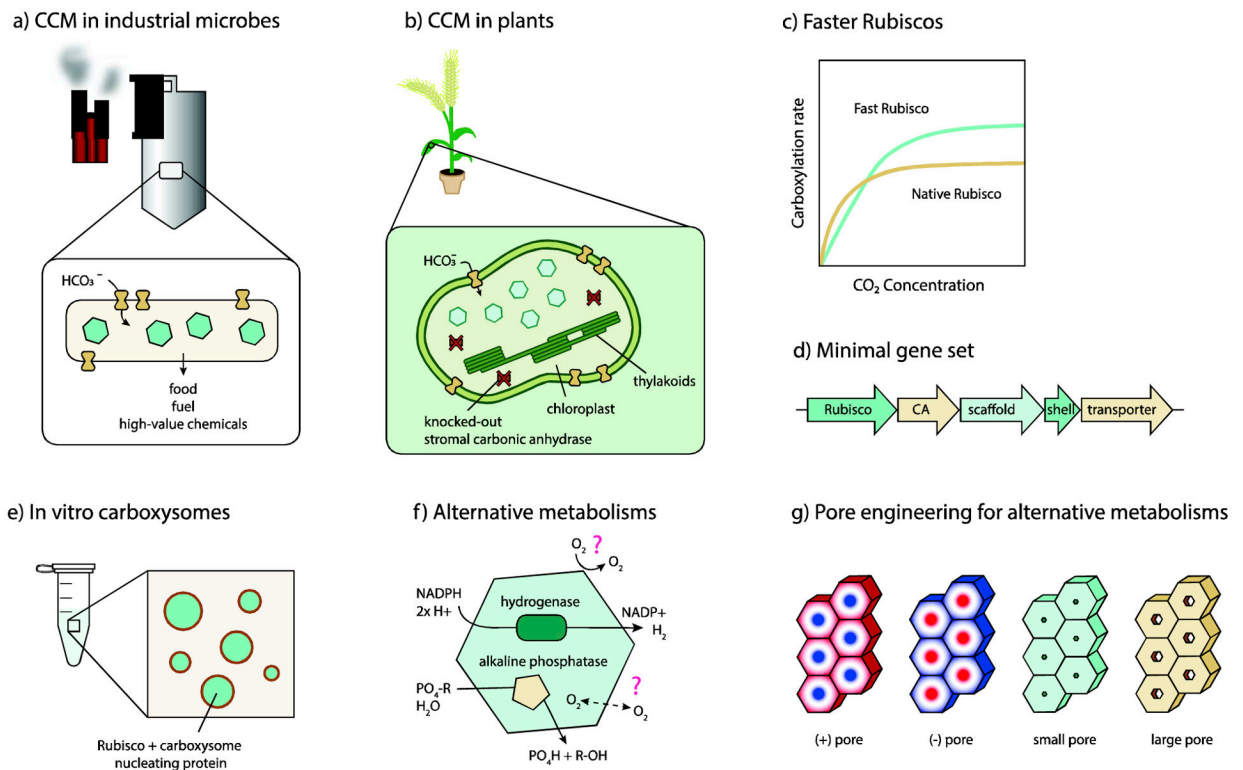 a) CCM in industrial microbes
HCO₃⁻
food
fuel
high-value chemicals
b) CCM in plants
HCO₃⁻
thylakoids
chloroplast
knocked-out
stromal carbonic anhydrase
c) Faster Rubiscos
Carboxylation rate
Fast Rubisco
Native Rubisco
CO₂ Concentration
d) Minimal gene set
Rubisco CA scaffold shell transporter
e) In vitro carboxysomes
Rubisco + carboxysome
nucleating protein
f) Alternative metabolisms
O₂ ? O₂
NADPH
2x H+
hydrogenase
NADP+
H₂
alkaline phosphatase
PO₄-R
H₂O
?
O₂ O₂
PO₄H + R-OH
g) Pore engineering for alternative metabolisms
(+) pore (-) pore small pore large pore